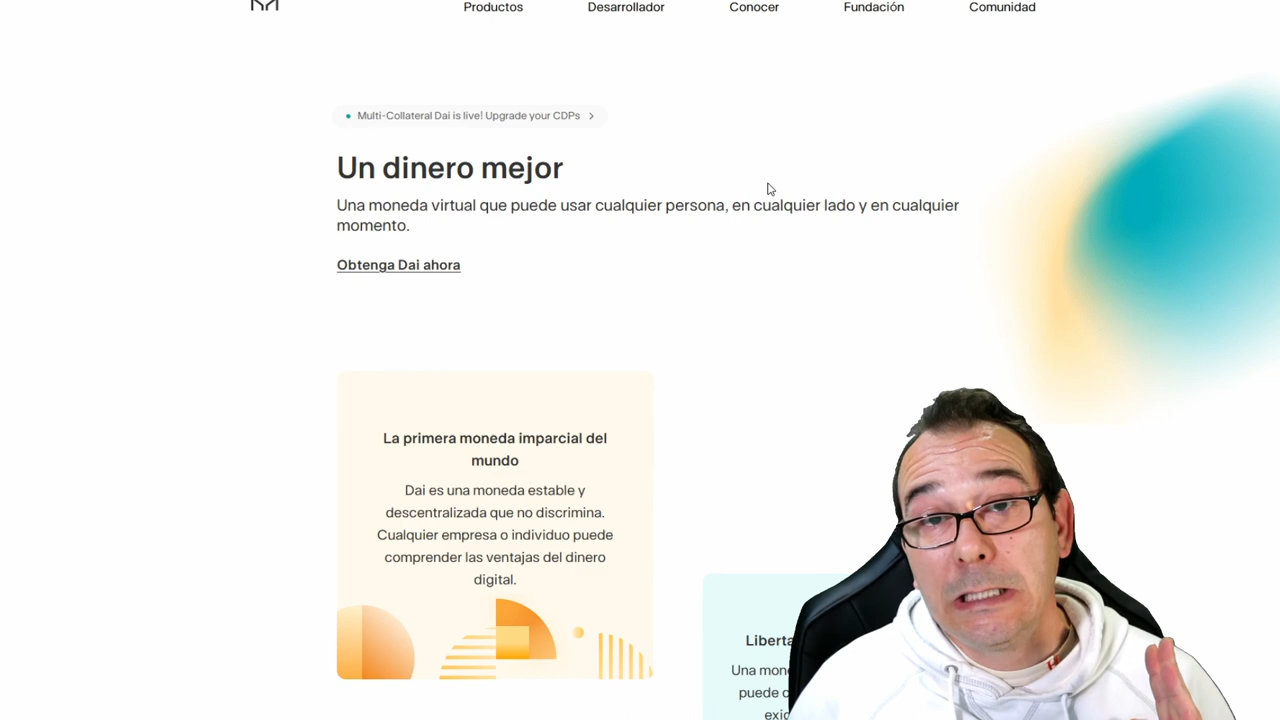 Productos
Desarrollador
Conocer
Fundación
Comunidad
Multi-Collateral Dai is live! Upgrade your CDPs
Un dinero mejor
Una moneda virtual que puede usar cualquier persona, en cualquier lado y en cualquier
momento.
Obtenga Dai ahora
La primera moneda imparcial del
mundo
Dai es una moneda estable y
descentralizada que no discrimina.
Cualquier empresa o individuo puede
comprender las ventajas del dinero
digital.
Una
puede